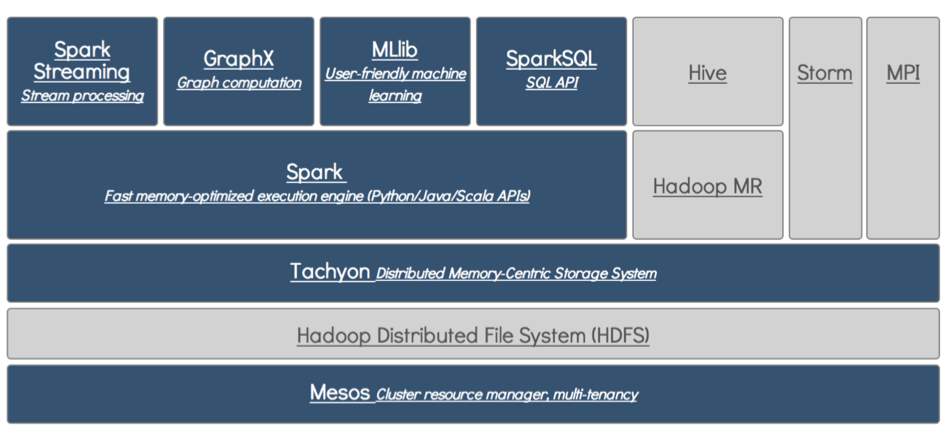 Spark
Streaming
Stream processing
GraphX
Graph computation
MLlib
User-friendly machine
learning
SparkSQL
SQL API
Hive
Storm
MPI
Spark
Fast memory-optimized execution engine (Python/Java/Scala APIs)
Hadoop MR
Tachyon Distributed Memory-Centric Storage System
Hadoop Distributed File System (HDFS)
Mesos Cluster resource manager, multi-tenancy